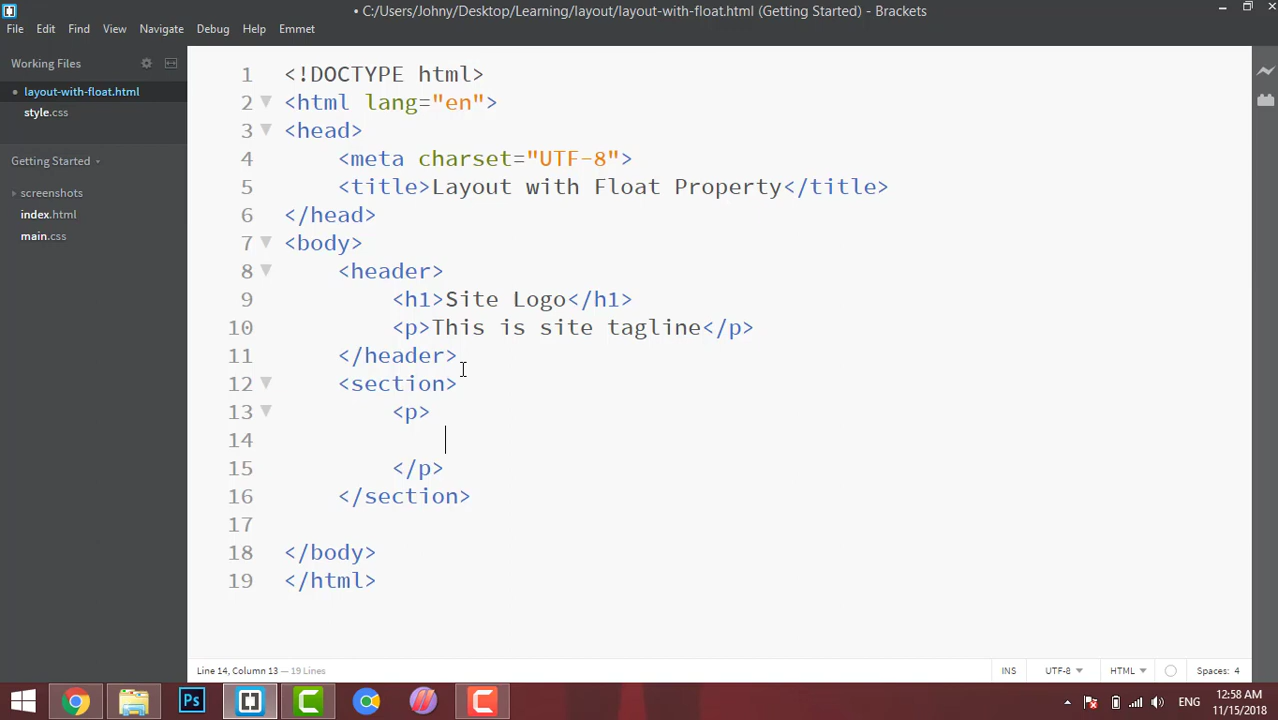 • C:/Users/Johny/Desktop/Learning/layout/layout-with-float.html (Getting Started) - Brackets
File Edit Find View Navigate Debug Help Emmet
Working Files
• layout-with-float.html
style.css
Getting Started
screenshots
index.html
main.css
1 <!DOCTYPE html>
2 <html lang="en">
3 <head>
4 <meta charset="UTF-8">
5 <title>Layout with Float Property</title>
6 </head>
7 <body>
8 <header>
9 <h1>Site Logo</h1>
10 <p>This is site tagline</p>
11 </header>
12 <section>
13 <p>
14
15 </p>
16 </section>
17
18 </body>
19 </html>
Line 14, Column 13 — 19 Lines
INS UTF-8 HTML Spaces: 4
Ps
ENG
12:58 AM
11/15/2018